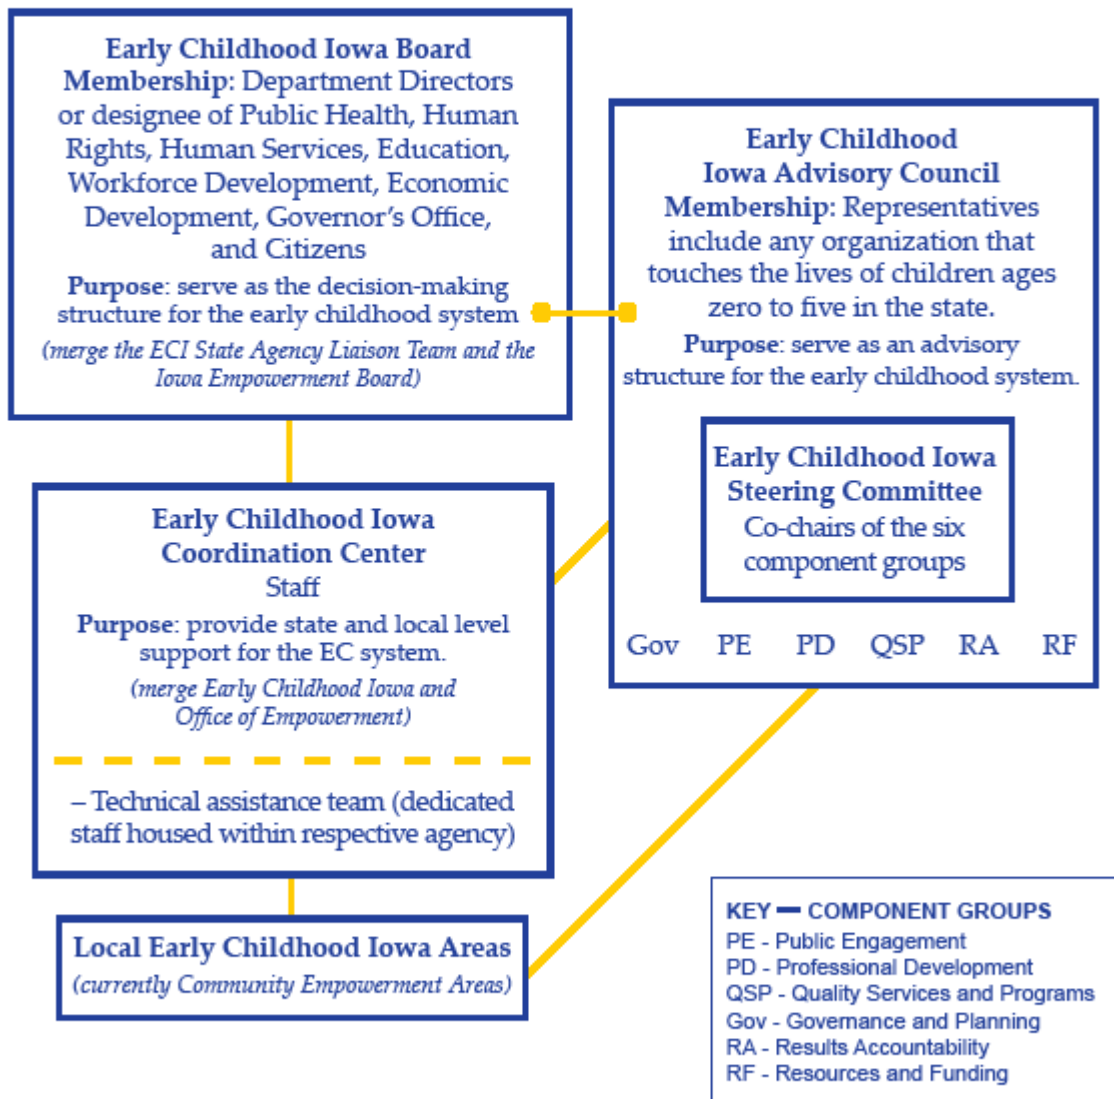 Early Childhood Iowa Board
Membership: Department Directors
or designee of Public Health, Human
Rights, Human Services, Education,
Workforce Development, Economic
Development, Governor's Office,
and Citizens
Purpose: serve as the decision-making
structure for the early childhood system
(merge the ECI State Agency Liaison Team and the
Iowa Empowerment Board)
Early Childhood
Iowa Advisory Council
Membership: Representatives
include any organization that
touches the lives of children ages
zero to five in the state.
Purpose: serve as an advisory
structure for the early childhood system.
Early Childhood Iowa
Steering Committee
Co-chairs of the six
component groups
Gov PE PD QSP RA RF
Early Childhood Iowa
Coordination Center
Staff
Purpose: provide state and local level
support for the EC system.
(merge Early Childhood Iowa and
Office of Empowerment)
– Technical assistance team (dedicated
staff housed within respective agency)
Local Early Childhood Iowa Areas
(currently Community Empowerment Areas)
KEY — COMPONENT GROUPS
PE - Public Engagement
PD - Professional Development
QSP - Quality Services and Programs
Gov - Governance and Planning
RA - Results Accountability
RF - Resources and Funding